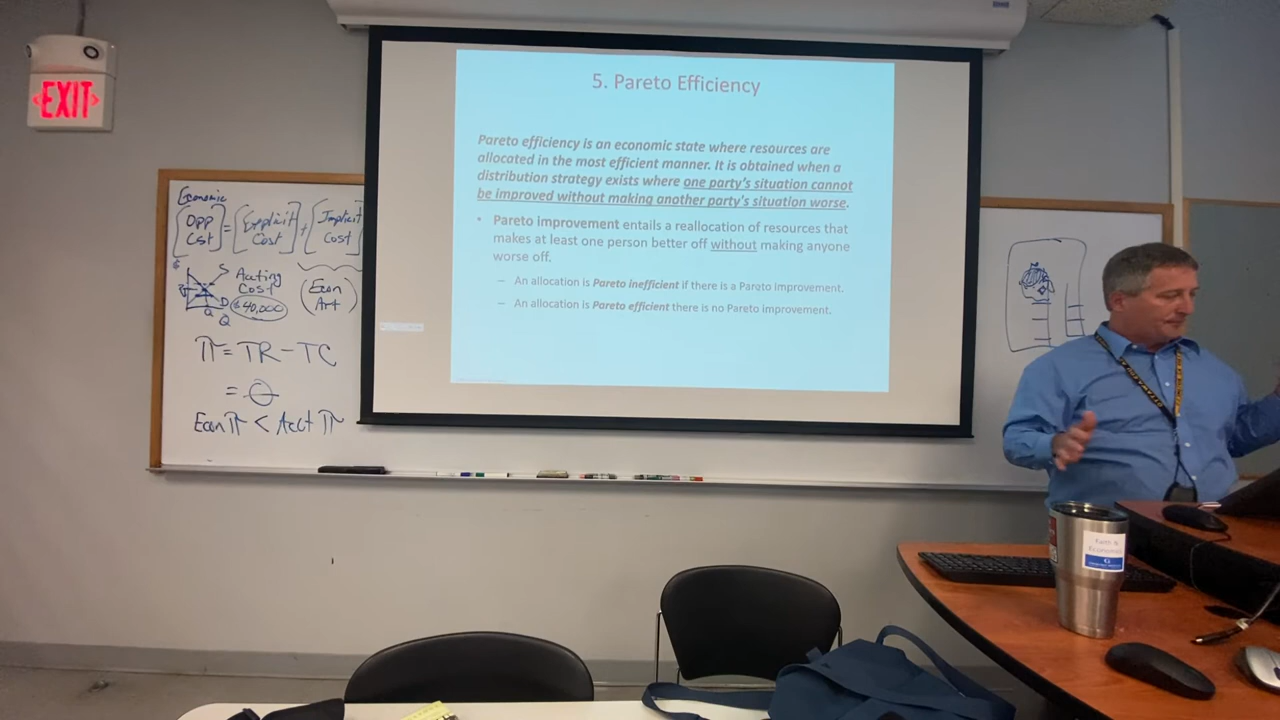 EXIT
5. Pareto Efficiency
Pareto efficiency is an economic state where resources are
allocated in the most efficient manner. It is obtained when a
distribution strategy exists where one party's situation cannot
be improved without making another party's situation worse.
• Pareto improvement entails a reallocation of resources that
makes at least one person better off without making anyone
worse off.
– An allocation is Pareto inefficient if there is a Pareto improvement.
– An allocation is Pareto efficient there is no Pareto improvement.
Economic
[Opp Cst] = [Explicit Cost] + [Implicit Cost]
$
S
P
D
Q
Q
Accting
Cost
$40,000
(Econ
Art)
π = TR – TC
= ⊖
Econ π < Acct π
Economics